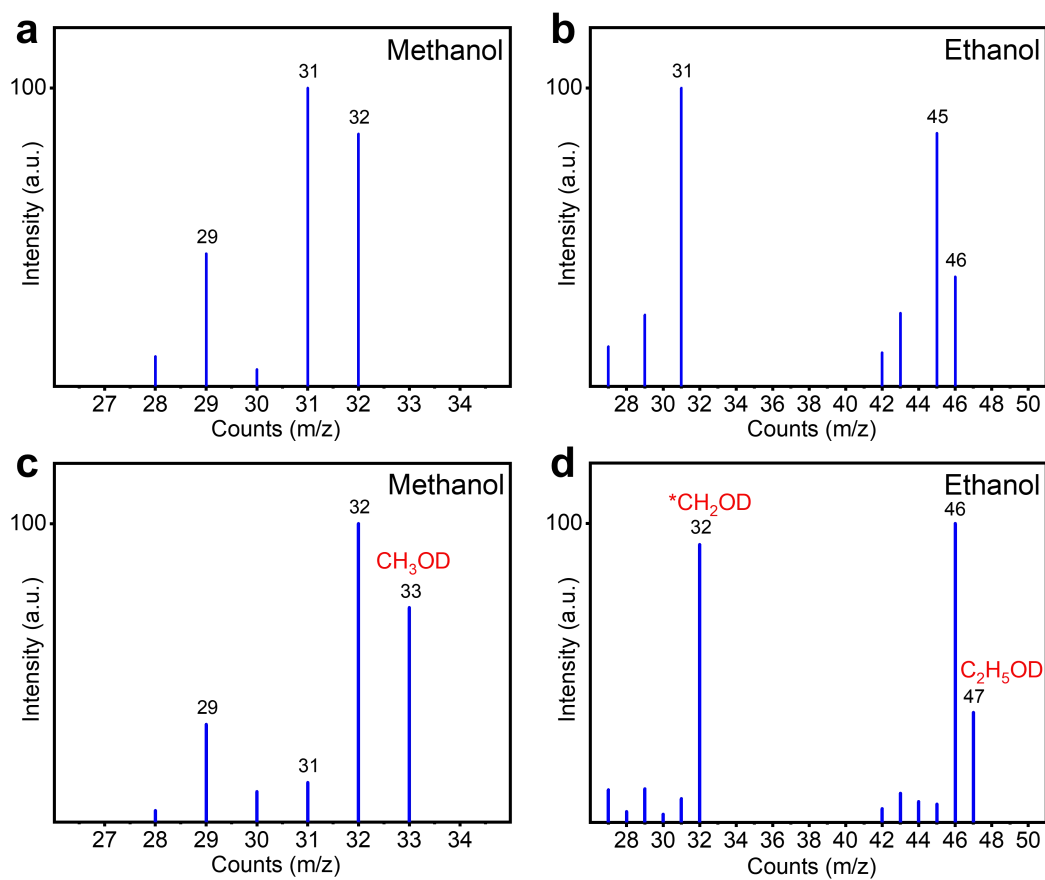 a
Methanol
100
31
32
29
Intensity (a.u.)
27 28 29 30 31 32 33 34
Counts (m/z)
b
Ethanol
100
31
45
46
Intensity (a.u.)
28 30 32 34 36 38 40 42 44 46 48 50
Counts (m/z)
c
Methanol
100
32
CH₃OD
33
29
31
Intensity (a.u.)
27 28 29 30 31 32 33 34
Counts (m/z)
d
Ethanol
100
*CH₂OD
32
46
C₂H₅OD
47
Intensity (a.u.)
28 30 32 34 36 38 40 42 44 46 48 50
Counts (m/z)